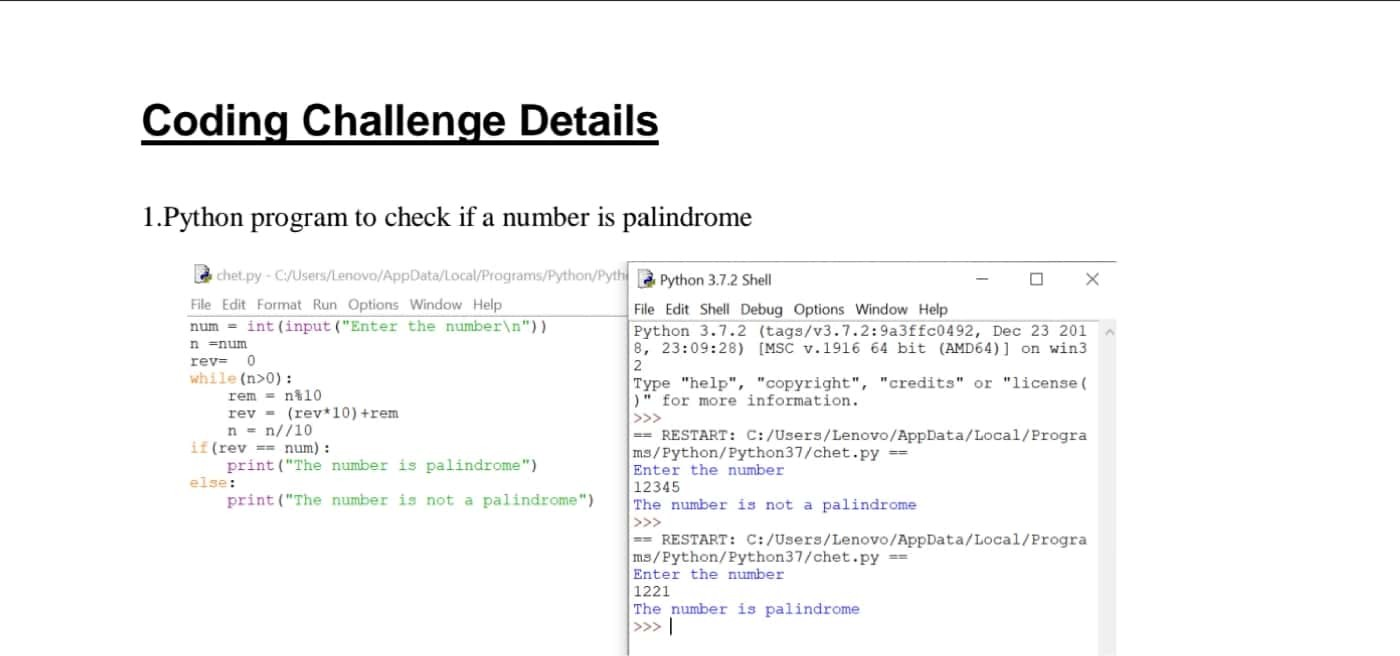 Coding Challenge Details
1.Python program to check if a number is palindrome
chet.py - C:/Users/Lenovo/AppData/Local/Programs/Python/Pyth
File Edit Format Run Options Window Help
num = int(input("Enter the number\n"))
n =num
rev= 0
while(n>0):
rem = n%10
rev = (rev*10)+rem
n = n//10
if(rev == num):
print("The number is palindrome")
else:
print("The number is not a palindrome")
Python 3.7.2 Shell
File Edit Shell Debug Options Window Help
Python 3.7.2 (tags/v3.7.2:9a3ffc0492, Dec 23 201
8, 23:09:28) [MSC v.1916 64 bit (AMD64)] on win3
2
Type "help", "copyright", "credits" or "license(
)" for more information.
>>>
== RESTART: C:/Users/Lenovo/AppData/Local/Progra
ms/Python/Python37/chet.py ==
Enter the number
12345
The number is not a palindrome
>>>
== RESTART: C:/Users/Lenovo/AppData/Local/Progra
ms/Python/Python37/chet.py ==
Enter the number
1221
The number is palindrome
>>>